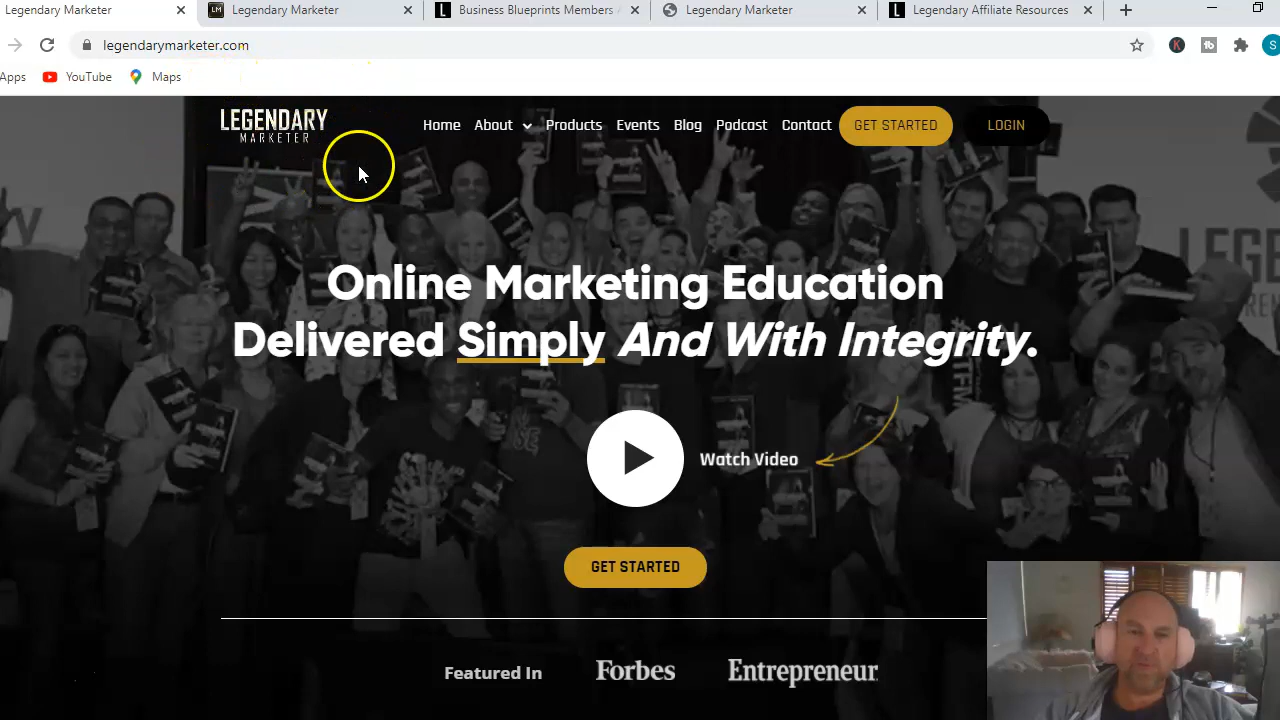 Legendary Marketer
Legendary Marketer
Business Blueprints Members
Legendary Marketer
Legendary Affiliate Resources
legendarymarketer.com
Apps
YouTube
Maps
LEGENDARY
MARKETER
Home
About
Products
Events
Blog
Podcast
Contact
GET STARTED
LOGIN
Online Marketing Education
Delivered Simply And With Integrity.
Watch Video
GET STARTED
Featured In
Forbes
Entrepreneur